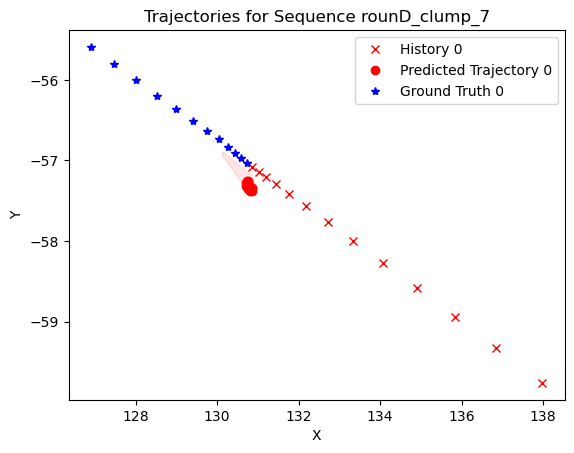 Trajectories for Sequence rounD_clump_7
History 0
Predicted Trajectory 0
Ground Truth 0
−56
−57
−58
−59
Y
128
130
132
134
136
138
X